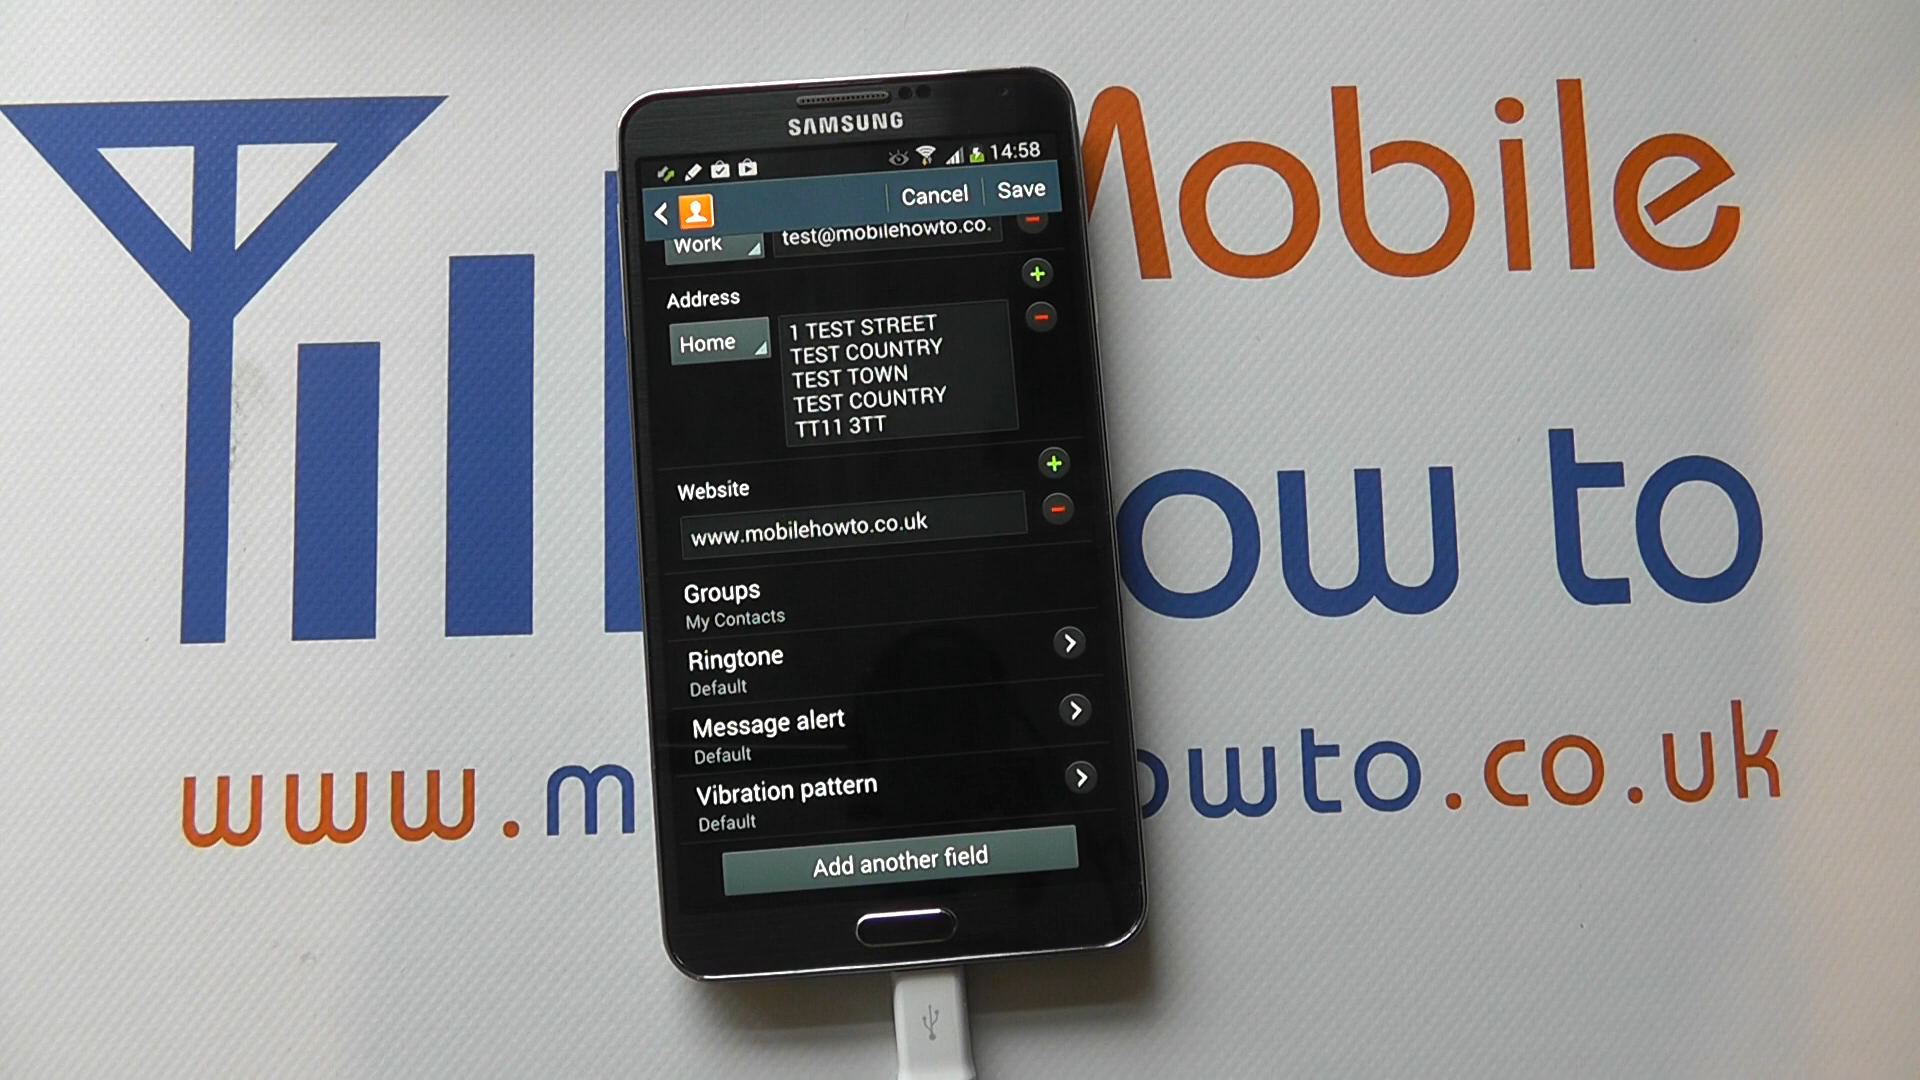 Mobile
ow to
www.m
owto.co.uk
SAMSUNG
14:58
Cancel
Save
Work
test@mobilehowto.co.
Address
Home
1 TEST STREET
TEST COUNTRY
TEST TOWN
TEST COUNTRY
TT11 3TT
Website
www.mobilehowto.co.uk
Groups
My Contacts
Ringtone
Default
Message alert
Default
Vibration pattern
Default
Add another field